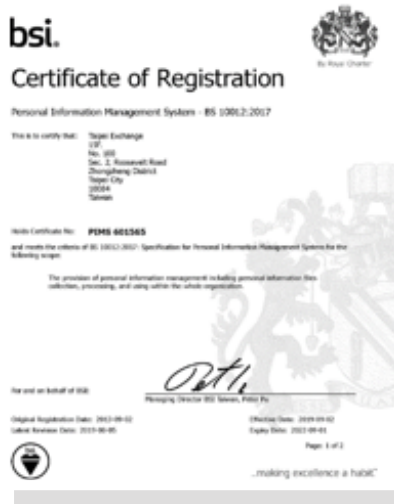 bsi.
By Royal Charter
Certificate of Registration
Personal Information Management System - BS 10012:2017
This is to certify that: Taipei Exchange
15F.
No. 100
Sec. 2, Roosevelt Road
Zhongzheng District
Taipei City
10084
Taiwan
Holds Certificate No: PIMS 601565
and meets the criteria of BS 10012:2017- Specification for Personal Information Management System for the
following scope:
The provision of personal information management including personal information files
collection, processing, and using within the whole organization.
For and on behalf of BSI:
Managing Director BSI Taiwan, Peter Pu
Original Registration Date: 2013-09-02 Effective Date: 2019-09-02
Latest Revision Date: 2019-08-05 Expiry Date: 2022-09-01
Page: 1 of 2
...making excellence a habit.™